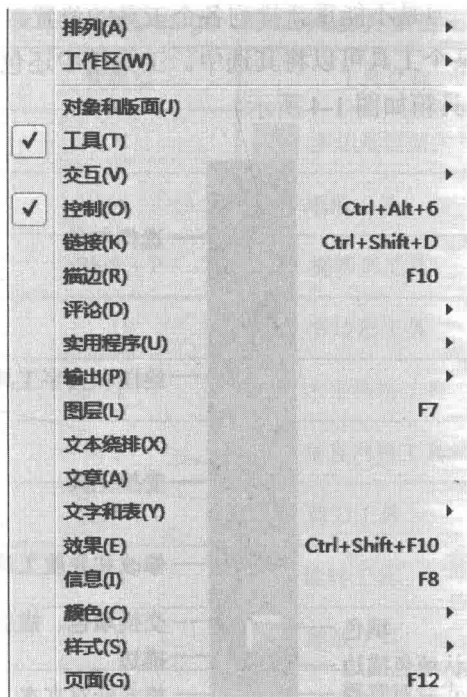 排列(A)
工作区(W)
对象和版面(J)
工具(T)
交互(V)
控制(O) Ctrl+Alt+6
链接(K) Ctrl+Shift+D
描边(R) F10
评论(D)
实用程序(U)
输出(P)
图层(L) F7
文本绕排(X)
文章(A)
文字和表(Y)
效果(E) Ctrl+Shift+F10
信息(I) F8
颜色(C)
样式(S)
页面(G) F12